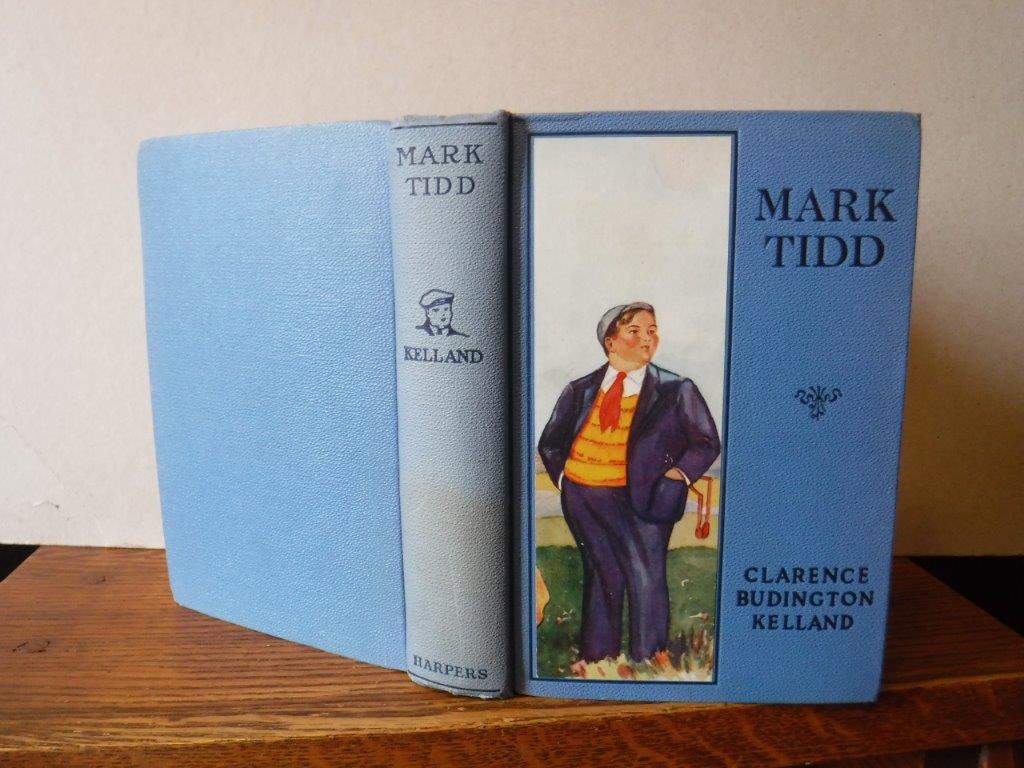 MARK
TIDD
KELLAND
HARPERS
MARK
TIDD
CLARENCE
BUDINGTON
KELLAND